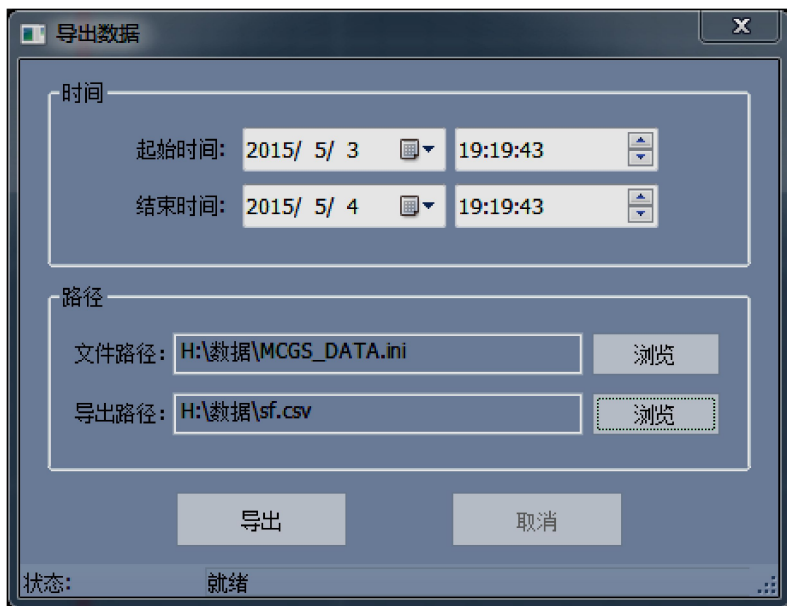 导出数据
时间
起始时间: 2015/ 5/ 3 19:19:43
结束时间: 2015/ 5/ 4 19:19:43
路径
文件路径: H:\数据\MCGS_DATA.ini 浏览
导出路径: H:\数据\sf.csv 浏览
导出 取消
状态: 就绪